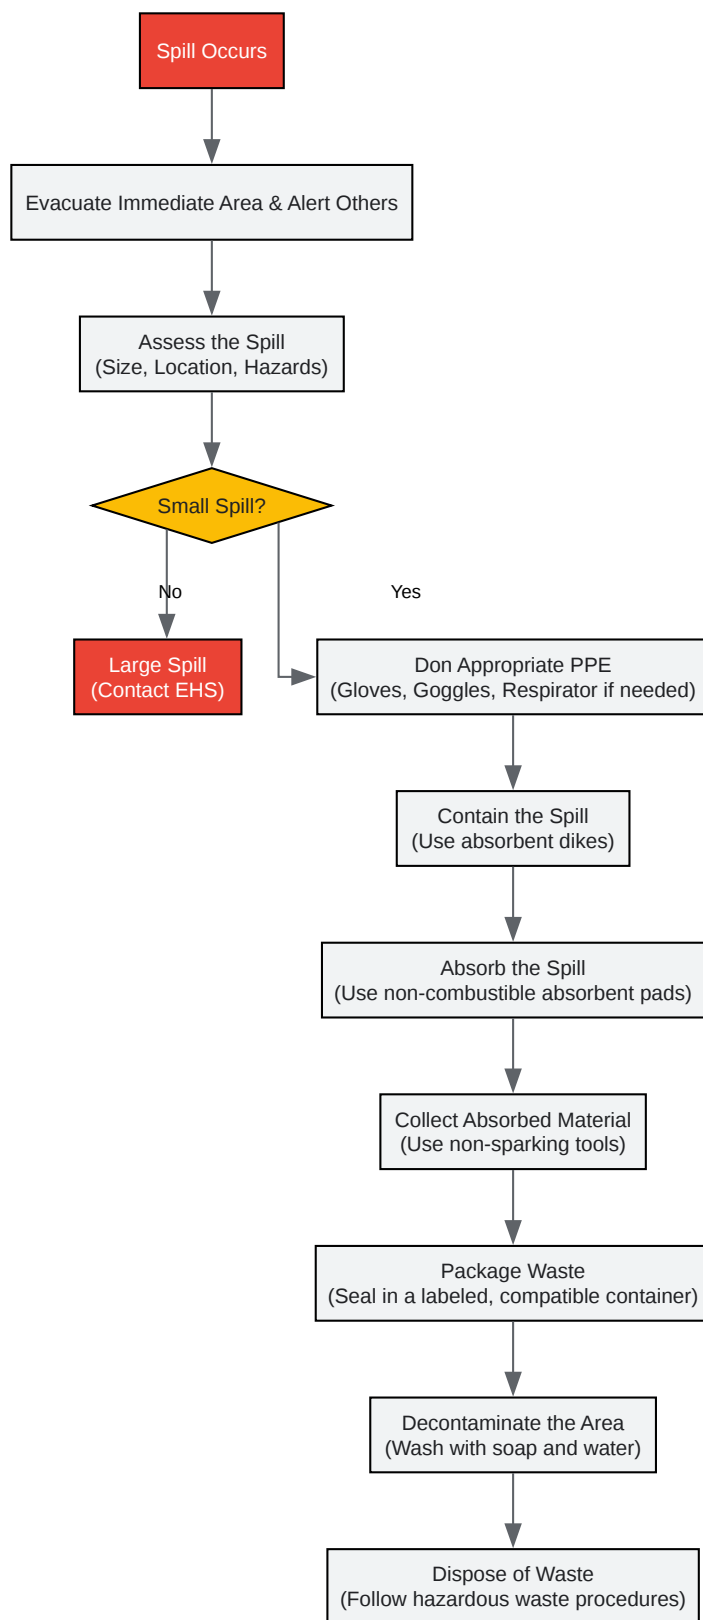 Spill Occurs
Evacuate Immediate Area & Alert Others
Assess the Spill
(Size, Location, Hazards)
Small Spill?
No
Yes
Large Spill
(Contact EHS)
Don Appropriate PPE
(Gloves, Goggles, Respirator if needed)
Contain the Spill
(Use absorbent dikes)
Absorb the Spill
(Use non-combustible absorbent pads)
Collect Absorbed Material
(Use non-sparking tools)
Package Waste
(Seal in a labeled, compatible container)
Decontaminate the Area
(Wash with soap and water)
Dispose of Waste
(Follow hazardous waste procedures)